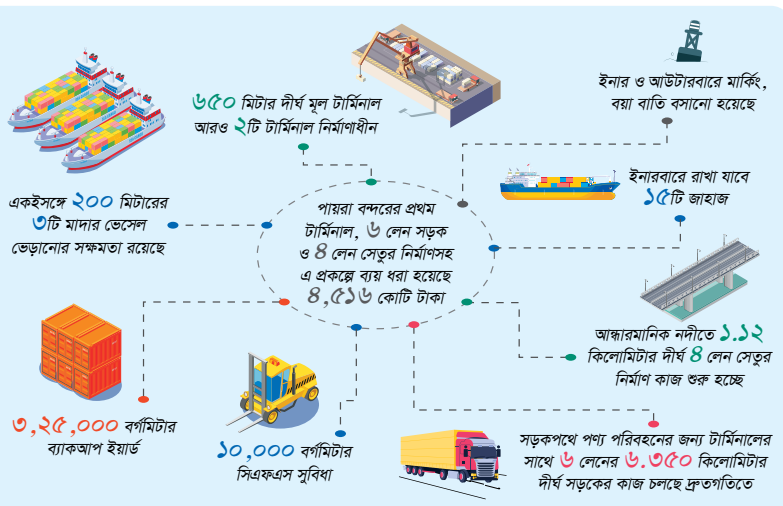 ৬৫০ মিটার দীর্ঘ মূল টার্মিনাল
আরও ২টি টার্মিনাল নির্মাণাধীন
ইনার ও আউটারবারে মার্কিং,
বয়া বাতি বসানো হয়েছে
একইসঙ্গে ২০০ মিটারের
৩টি মাদার ভেসেল
ভেড়ানোর সক্ষমতা রয়েছে
পায়রা বন্দরের প্রথম
টার্মিনাল, ৬ লেন সড়ক
ও ৪ লেন সেতুর নির্মাণসহ
এ প্রকল্পে ব্যয় ধরা হয়েছে
৪,৫১৬ কোটি টাকা
ইনারবারে রাখা যাবে
১৫টি জাহাজ
আন্ধারমানিক নদীতে ১.১২
কিলোমিটার দীর্ঘ ৪ লেন সেতুর
নির্মাণ কাজ শুরু হচ্ছে
৩,২৫,০০০ বর্গমিটার
ব্যাকআপ ইয়ার্ড
১০,০০০ বর্গমিটার
সিএফএস সুবিধা
সড়কপথে পণ্য পরিবহনের জন্য টার্মিনালের
সাথে ৬ লেনের ৬.৩৫০ কিলোমিটার
দীর্ঘ সড়কের কাজ চলছে দ্রুতগতিতে